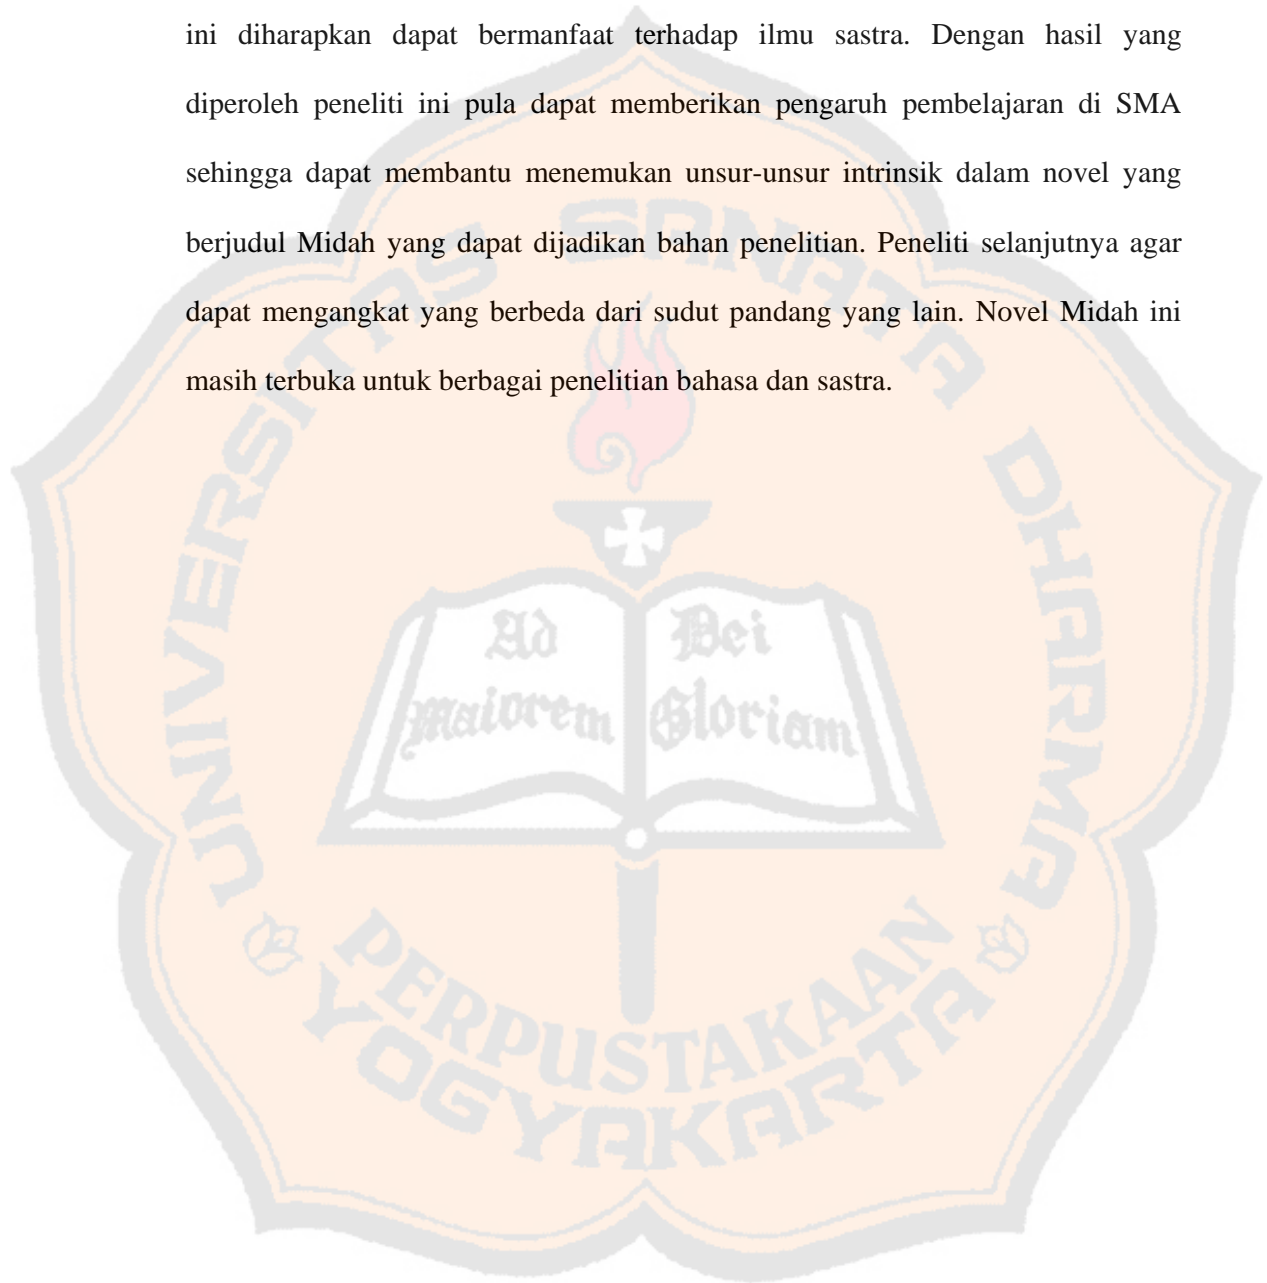 ini diharapkan dapat bermanfaat terhadap ilmu sastra. Dengan hasil yang
diperoleh peneliti ini pula dapat memberikan pengaruh pembelajaran di SMA
sehingga dapat membantu menemukan unsur-unsur intrinsik dalam novel yang
berjudul Midah yang dapat dijadikan bahan penelitian. Peneliti selanjutnya agar
dapat mengangkat yang berbeda dari sudut pandang yang lain. Novel Midah ini
masih terbuka untuk berbagai penelitian bahasa dan sastra.
UNIVERSITAS SANATA DHARMA
Ad Dei
maiorem Gloriam
PERPUSTAKAAN
YOGYAKARTA